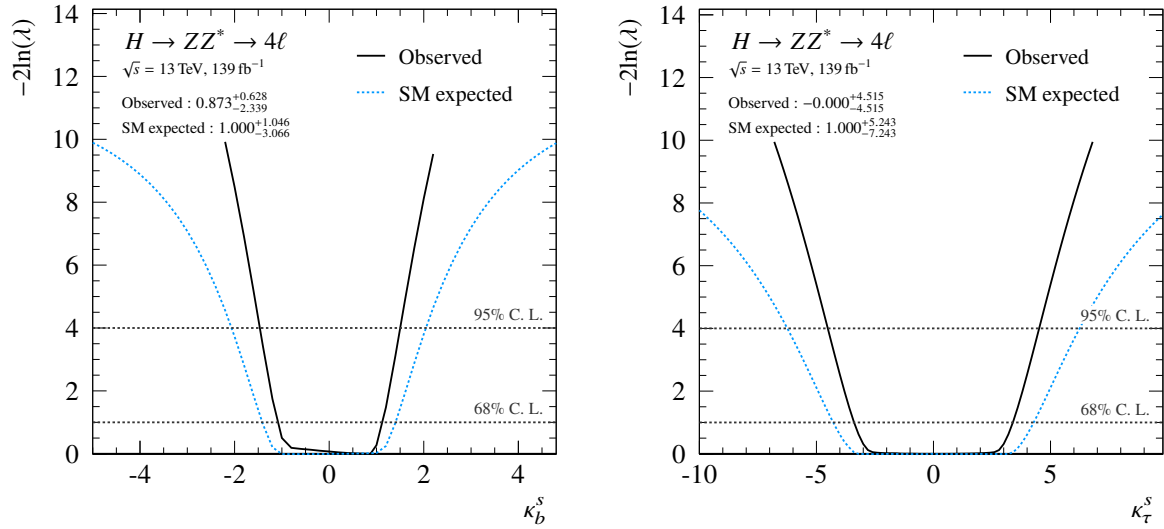 −2ln(λ)
14
12
10
8
6
4
2
0
H → ZZ* → 4ℓ
√s = 13 TeV, 139 fb⁻¹
Observed : 0.873 +0.628 −2.339
SM expected : 1.000 +1.046 −3.066
Observed
SM expected
95% C. L.
68% C. L.
-4 -2 0 2 4
κ_b^s
−2ln(λ)
14
12
10
8
6
4
2
0
H → ZZ* → 4ℓ
√s = 13 TeV, 139 fb⁻¹
Observed : −0.000 +4.515 −4.515
SM expected : 1.000 +5.243 −7.243
Observed
SM expected
95% C. L.
68% C. L.
-10 -5 0 5
κ_τ^s